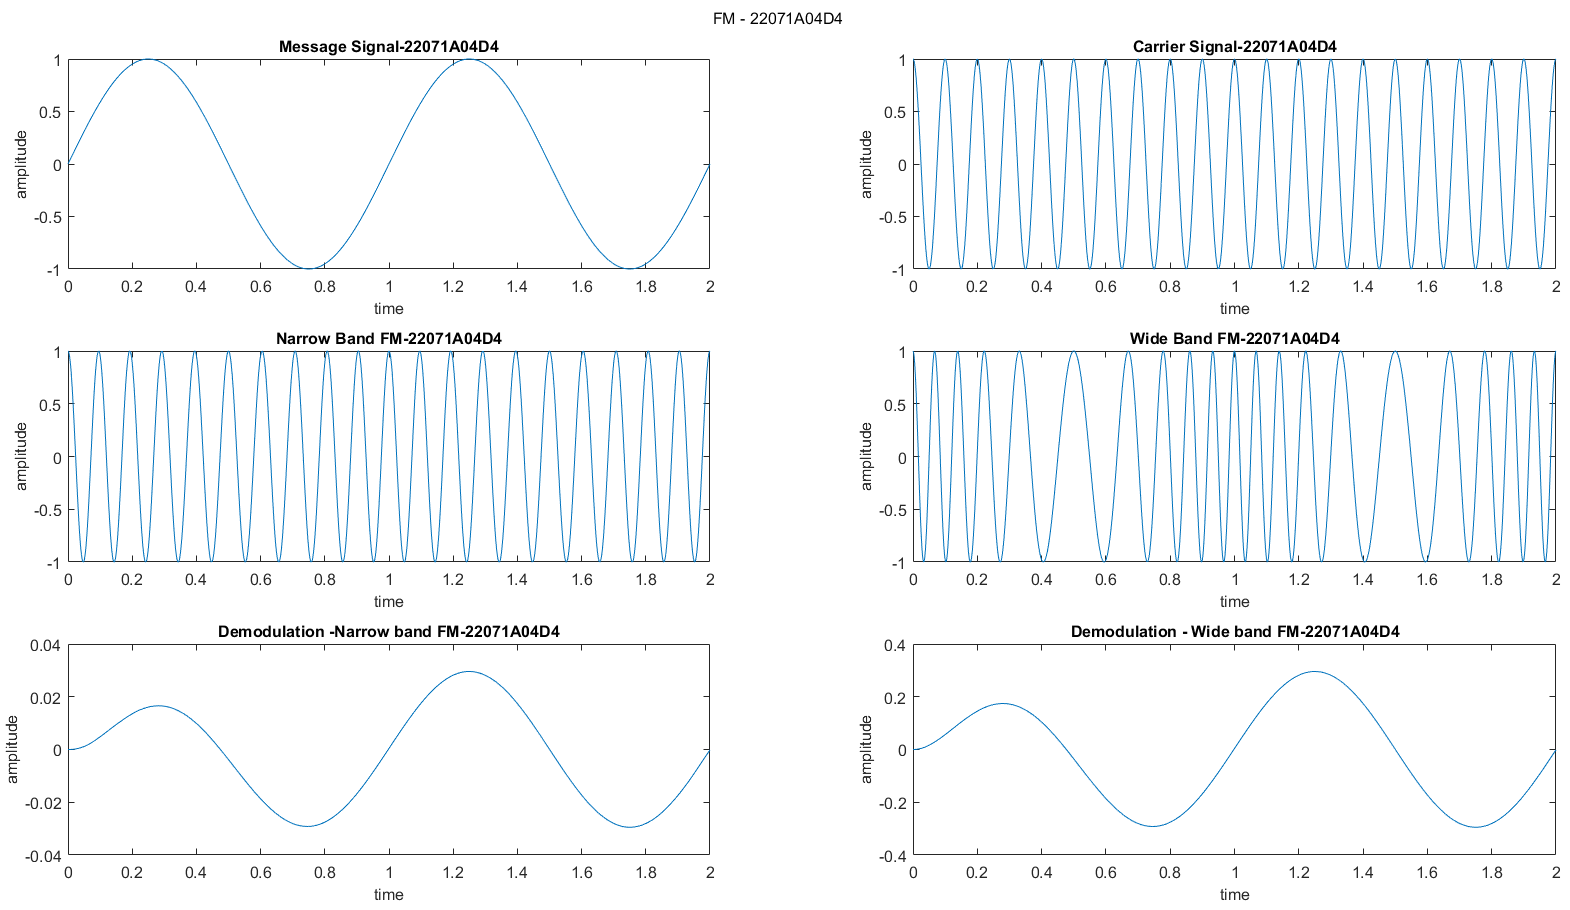 FM - 22071A04D4
Message Signal-22071A04D4
1
0.5
0
-0.5
-1
amplitude
0 0.2 0.4 0.6 0.8 1 1.2 1.4 1.6 1.8 2
time
Carrier Signal-22071A04D4
1
0.5
0
-0.5
-1
amplitude
0 0.2 0.4 0.6 0.8 1 1.2 1.4 1.6 1.8 2
time
Narrow Band FM-22071A04D4
1
0.5
0
-0.5
-1
amplitude
0 0.2 0.4 0.6 0.8 1 1.2 1.4 1.6 1.8 2
time
Wide Band FM-22071A04D4
1
0.5
0
-0.5
-1
amplitude
0 0.2 0.4 0.6 0.8 1 1.2 1.4 1.6 1.8 2
time
Demodulation -Narrow band FM-22071A04D4
0.04
0.02
0
-0.02
-0.04
amplitude
0 0.2 0.4 0.6 0.8 1 1.2 1.4 1.6 1.8 2
time
Demodulation - Wide band FM-22071A04D4
0.4
0.2
0
-0.2
-0.4
amplitude
0 0.2 0.4 0.6 0.8 1 1.2 1.4 1.6 1.8 2
time